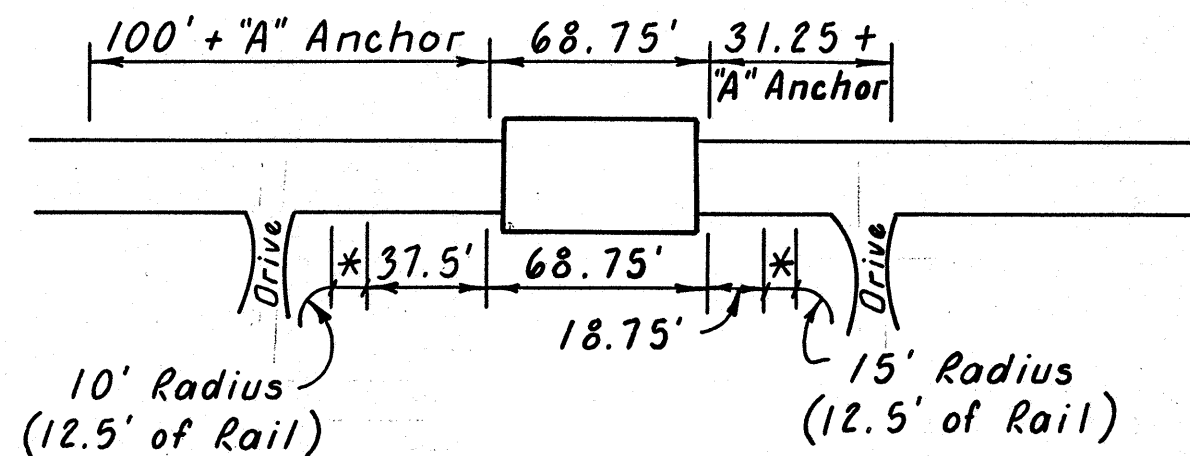 100' + "A" Anchor
68.75'
31.25 +
"A" Anchor
Drive
*
37.5'
68.75'
18.75'
*
Drive
10' Radius
(12.5' of Rail)
15' Radius
(12.5' of Rail)